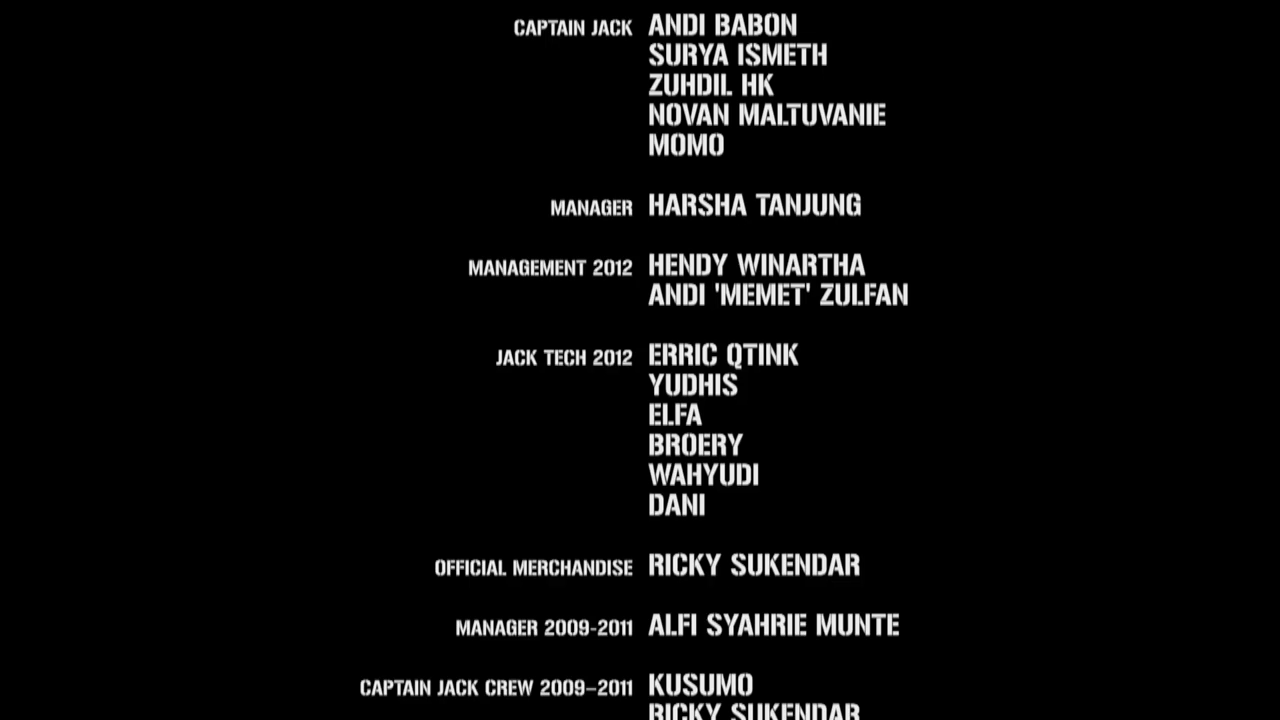 CAPTAIN JACK ANDI BABON
SURYA ISMETH
ZUHDIL HK
NOVAN MALTUVANIE
MOMO
MANAGER HARSHA TANJUNG
MANAGEMENT 2012 HENDY WINARTHA
ANDI 'MEMET' ZULFAN
JACK TECH 2012 ERRIC QTINK
YUDHIS
ELFA
BROERY
WAHYUDI
DANI
OFFICIAL MERCHANDISE RICKY SUKENDAR
MANAGER 2009-2011 ALFI SYAHRIE MUNTE
CAPTAIN JACK CREW 2009–2011 KUSUMO
RICKY SUKENDAR